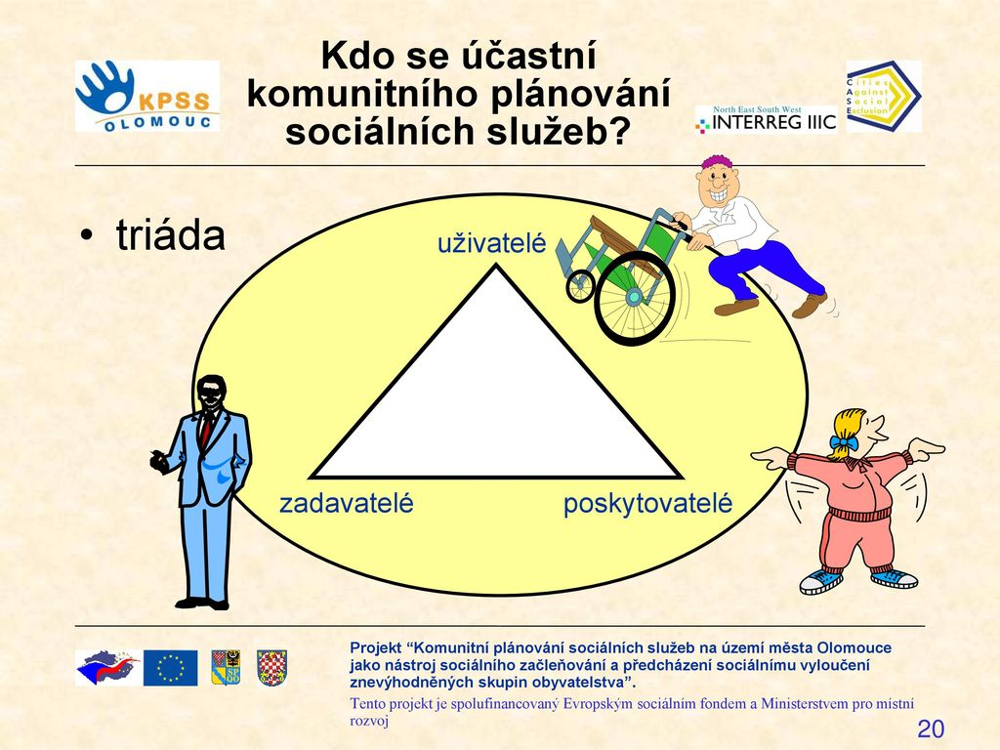 Kdo se účastní
komunitního plánování
sociálních služeb?
KPSS
OLOMOUC
North East South West
INTERREG IIIC
Cities
Against
Social
Exclusion
• triáda
uživatelé
zadavatelé
poskytovatelé
SP
OO
Projekt “Komunitní plánování sociálních služeb na území města Olomouce
jako nástroj sociálního začleňování a předcházení sociálnímu vyloučení
znevýhodněných skupin obyvatelstva”.
Tento projekt je spolufinancovaný Evropským sociálním fondem a Ministerstvem pro místní
rozvoj
20